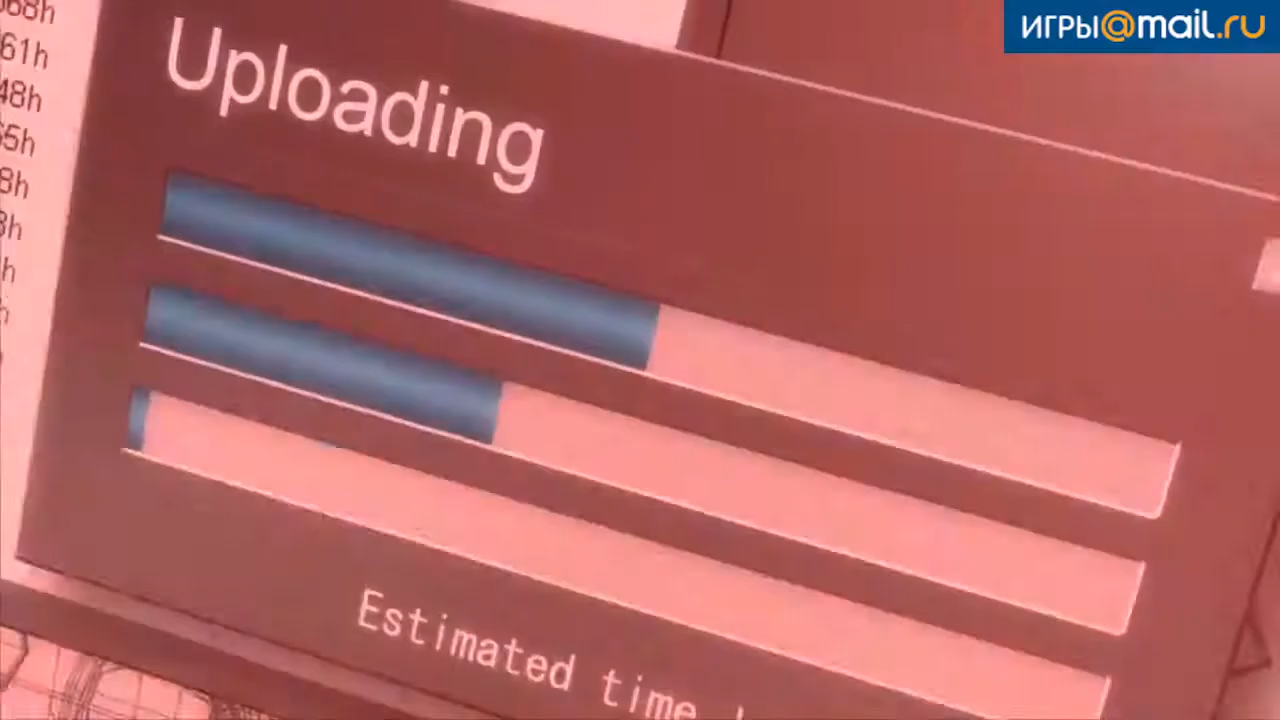 игры@mail.ru
Uploading
61h
48h
Estimated time